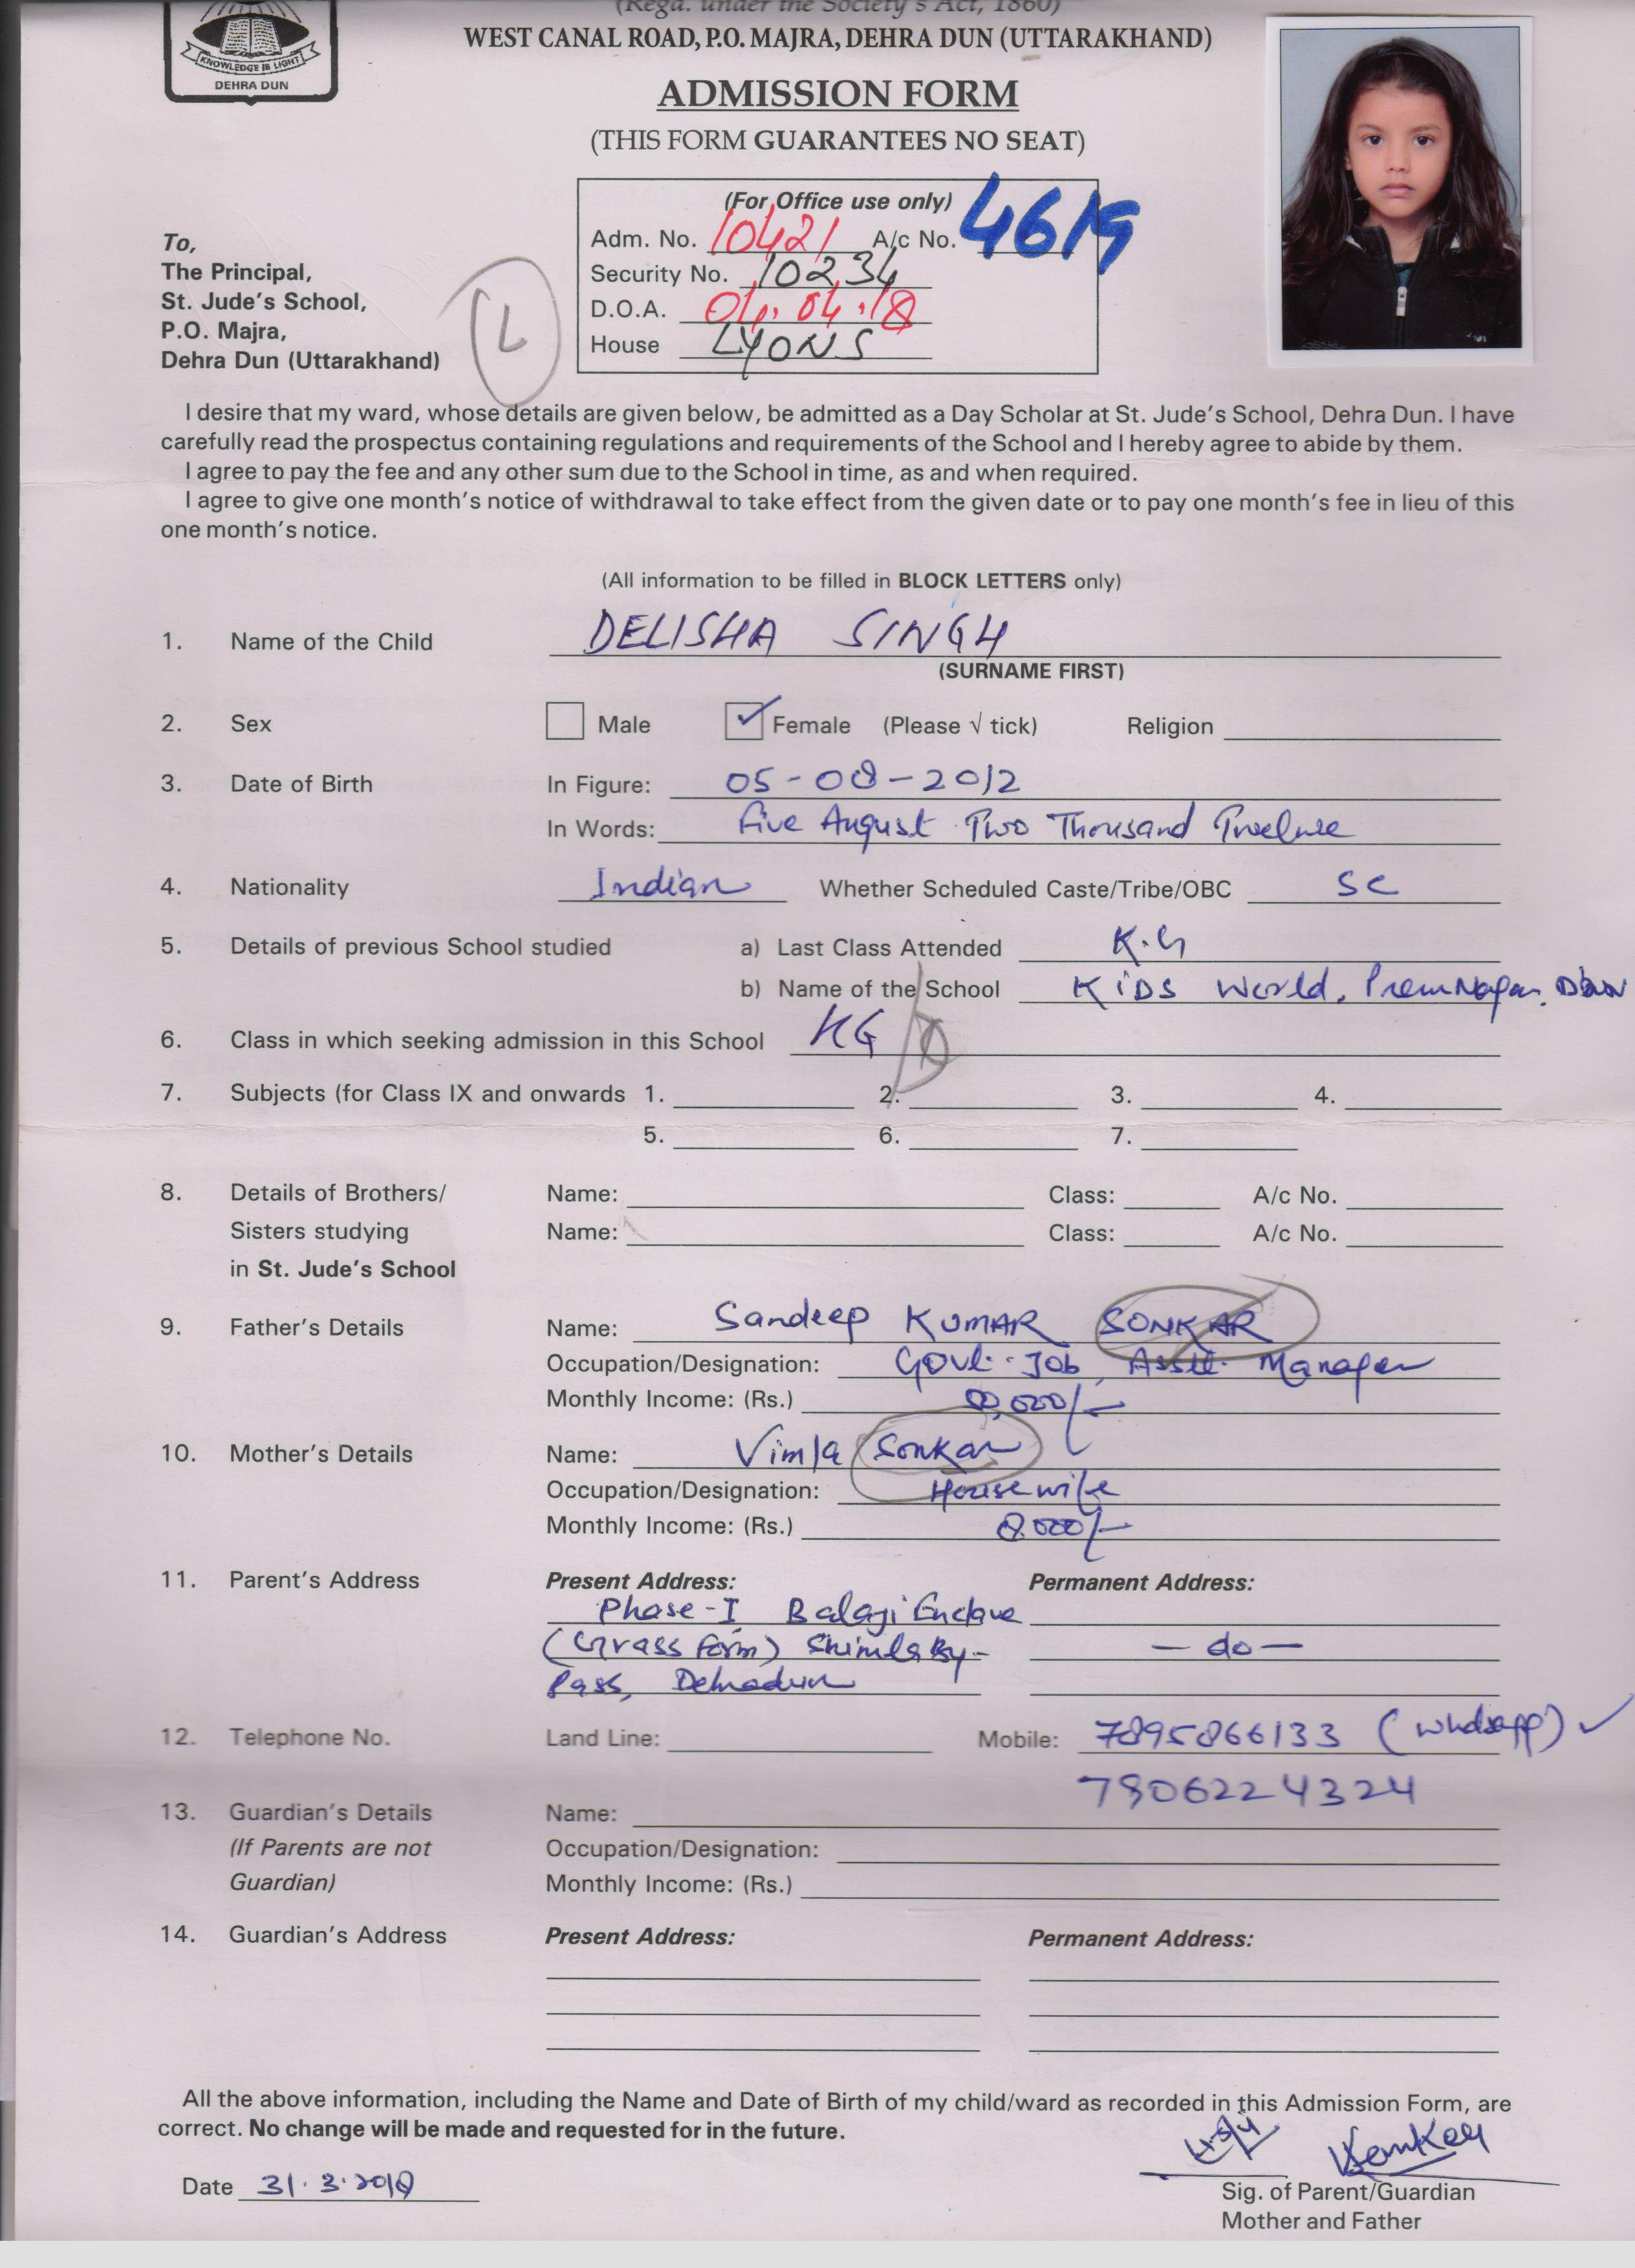 (Regd. under the Society's Act, 1860)
WEST CANAL ROAD, P.O. MAJRA, DEHRA DUN (UTTARAKHAND)
KNOWLEDGE IS LIGHT
DEHRA DUN
ADMISSION FORM
(THIS FORM GUARANTEES NO SEAT)
(For Office use only)
Adm. No. 10421 A/c No. 4619
Security No. 10234
D.O.A. 04.04.18
House LYONS
L
To,
The Principal,
St. Jude's School,
P.O. Majra,
Dehra Dun (Uttarakhand)
I desire that my ward, whose details are given below, be admitted as a Day Scholar at St. Jude's School, Dehra Dun. I have
carefully read the prospectus containing regulations and requirements of the School and I hereby agree to abide by them.
I agree to pay the fee and any other sum due to the School in time, as and when required.
I agree to give one month's notice of withdrawal to take effect from the given date or to pay one month's fee in lieu of this
one month's notice.
(All information to be filled in BLOCK LETTERS only)
1. Name of the Child DELISHA SINGH
(SURNAME FIRST)
2. Sex Male ✓ Female (Please √ tick) Religion
3. Date of Birth In Figure: 05-08-2012
In Words: Five August Two Thousand Twelve
4. Nationality Indian Whether Scheduled Caste/Tribe/OBC SC
5. Details of previous School studied a) Last Class Attended K.G
b) Name of the School KiDS World, PremNagar, DDun
6. Class in which seeking admission in this School KG
7. Subjects (for Class IX and onwards 1. 2. 3. 4.
5. 6. 7.
8. Details of Brothers/ Name: Class: A/c No.
Sisters studying Name: Class: A/c No.
in St. Jude's School
9. Father's Details Name: Sandeep KUMAR SONKAR
Occupation/Designation: Govt. Job, Asstt. Manager
Monthly Income: (Rs.)
10. Mother's Details Name: Vimla Sonkar
Occupation/Designation: House wife
Monthly Income: (Rs.) 8000/-
11. Parent's Address Present Address: Permanent Address:
Phase-I Balaji Enclave
(Grass Form) Shimla By- — do —
Pass, Dehradun
12. Telephone No. Land Line: Mobile: 7895866133 (whatsapp) ✓
7906224324
13. Guardian's Details Name:
(If Parents are not Occupation/Designation:
Guardian) Monthly Income: (Rs.)
14. Guardian's Address Present Address: Permanent Address:
All the above information, including the Name and Date of Birth of my child/ward as recorded in this Admission Form, are
correct. No change will be made and requested for in the future.
Date 31.3.2018
Sig. of Parent/Guardian
Mother and Father